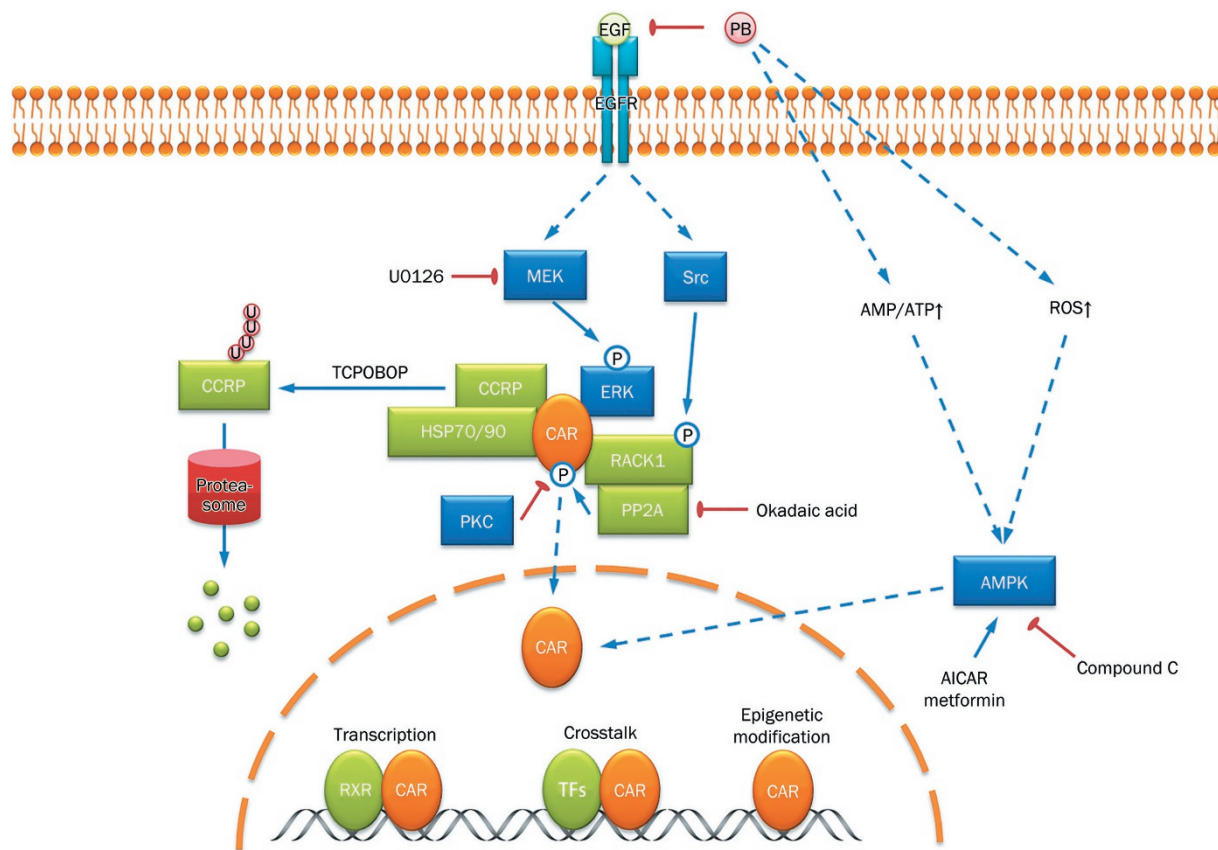 EGF
PB
EGFR
U0126
MEK
Src
AMP/ATP↑
ROS↑
U
U
U
U
CCRP
TCPOBOP
CCRP
P
ERK
HSP70/90
CAR
P
RACK1
Protea-
some
P
PKC
PP2A
Okadaic acid
AMPK
CAR
AICAR
metformin
Compound C
Transcription
Crosstalk
Epigenetic
modification
RXR
CAR
TFs
CAR
CAR